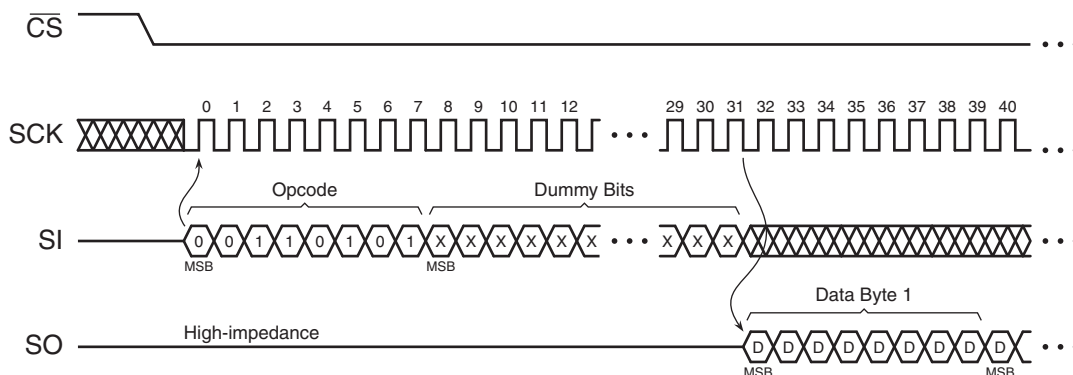 CS
SCK 0 1 2 3 4 5 6 7 8 9 10 11 12 29 30 31 32 33 34 35 36 37 38 39 40
Opcode Dummy Bits
SI 0 0 1 1 0 1 0 1 X X X X X X X X X
MSB MSB
Data Byte 1
High-impedance
SO D D D D D D D D D
MSB MSB